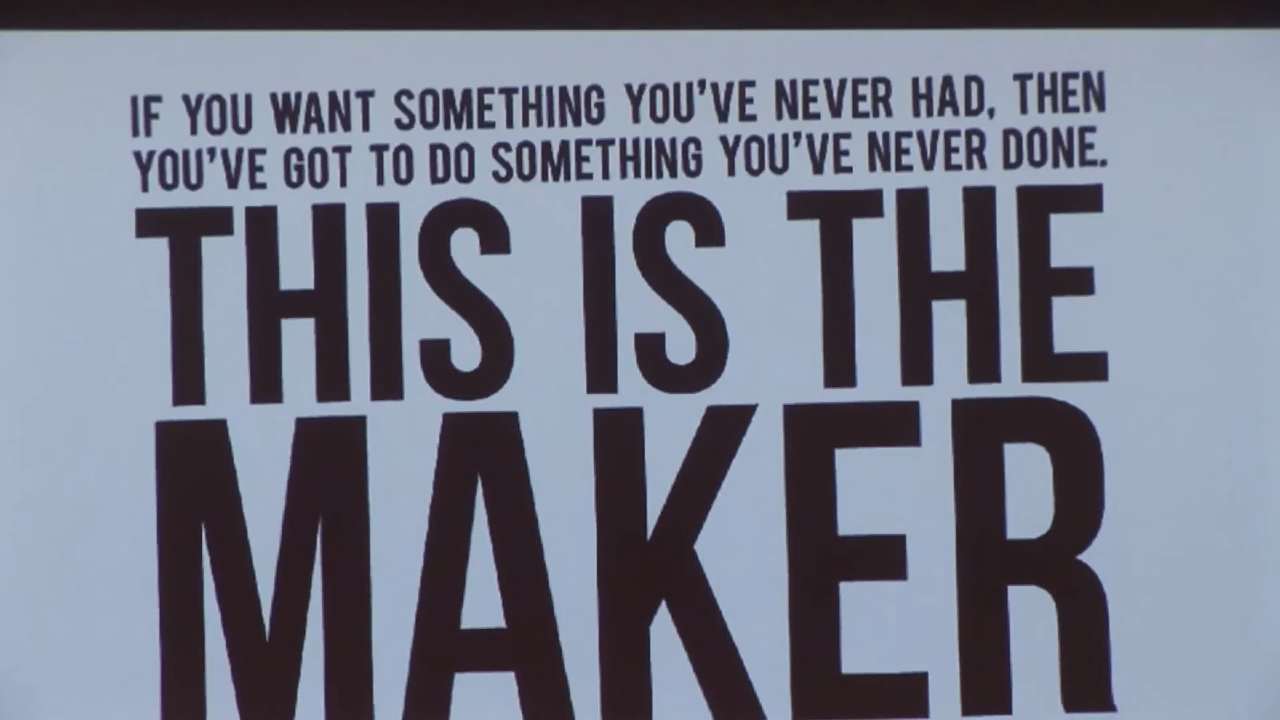 IF YOU WANT SOMETHING YOU'VE NEVER HAD, THEN
YOU'VE GOT TO DO SOMETHING YOU'VE NEVER DONE.
THIS IS THE
MAKER